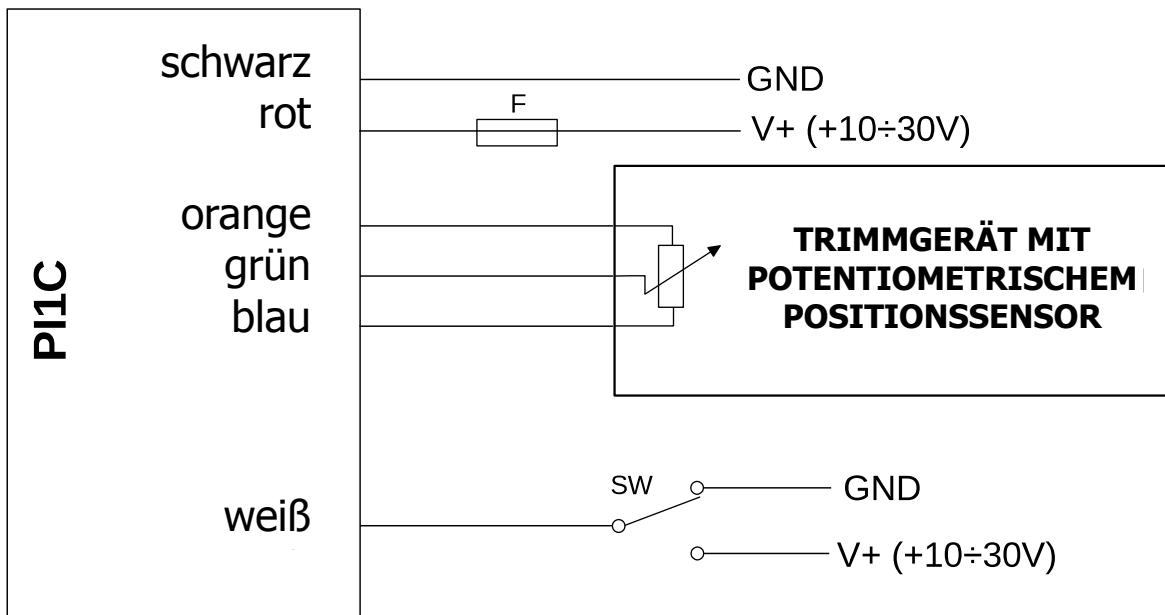 schwarz
GND
rot
F
V+ (+10÷30V)
orange
grün
blau
TRIMMGERÄT MIT
POTENTIOMETRISCHEM
POSITIONSSENSOR
PI1C
weiß
SW
GND
V+ (+10÷30V)